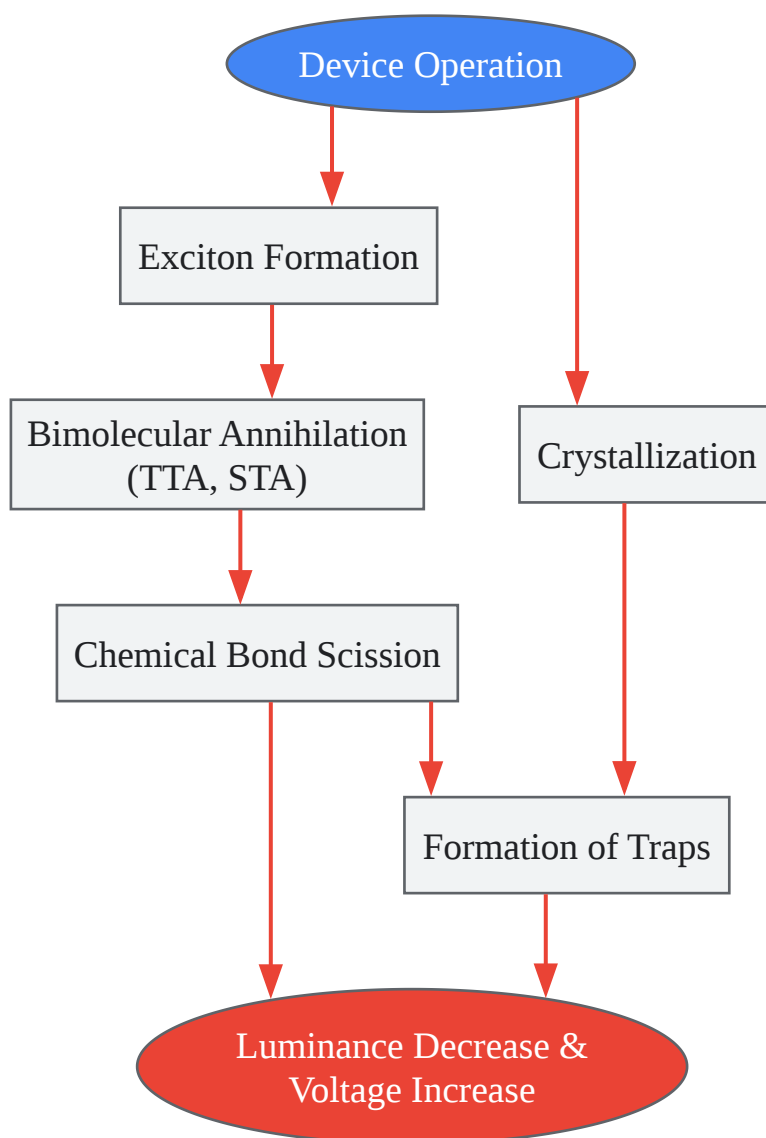 Device Operation
Exciton Formation
Bimolecular Annihilation
(TTA, STA)
Crystallization
Chemical Bond Scission
Formation of Traps
Luminance Decrease &
Voltage Increase